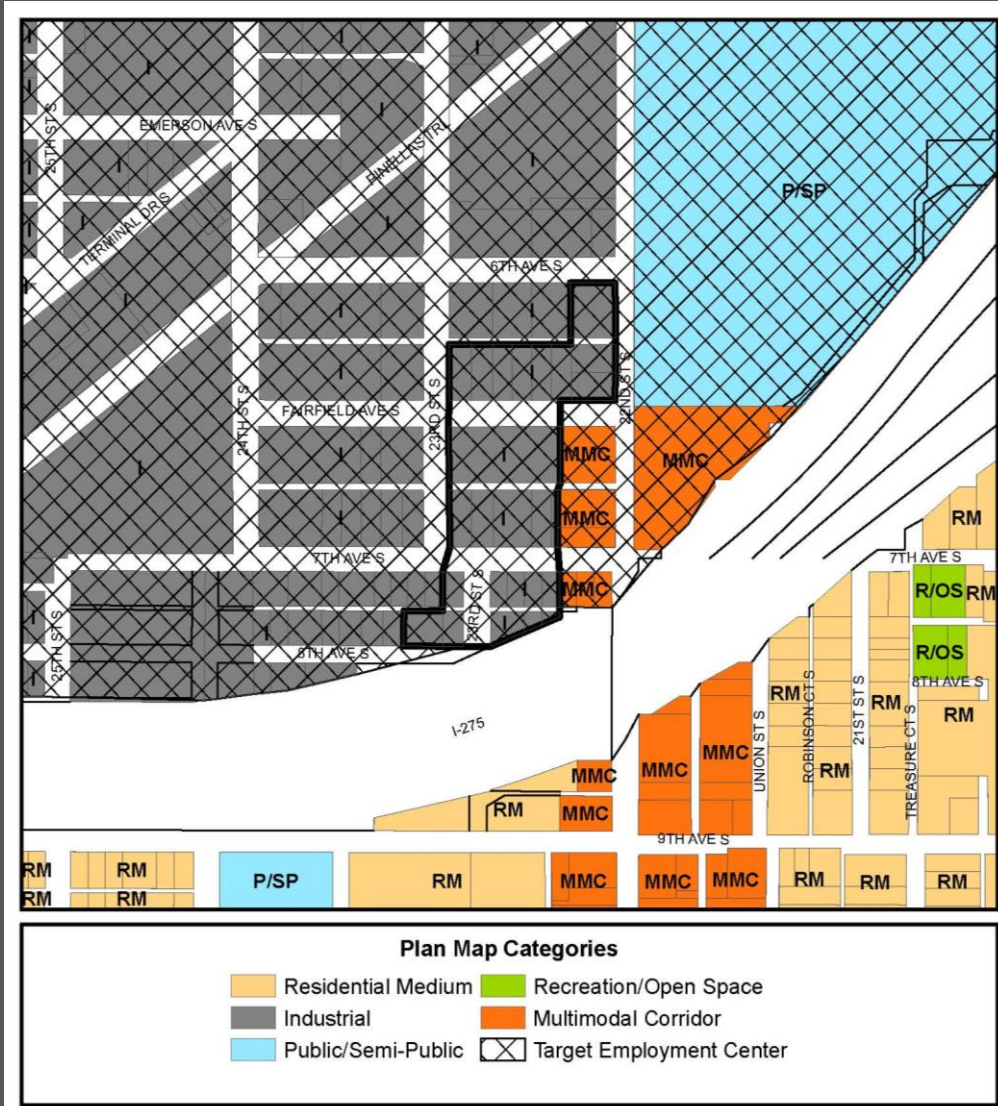 I
I
I
I
I
25TH ST S
EMERSON AVE S
I
I
I
PINELLAS TRL
I
P/SP
I
TERMINAL DR S
I
6TH AVE S
I
I
I
I
I
I
22ND ST S
24TH ST S
FAIRFIELD AVE S
23RD ST S
I
I
I
MMC
MMC
I
I
MMC
RM
7TH AVE S
7TH AVE S
I
I
MMC
R/OS
RM
25TH ST S
I
8TH AVE S
23RD ST S
I
R/OS
8TH AVE S
I-275
UNION ST S
RM
ROBINSON CT S
RM
21ST ST S
RM
TREASURE CT S
RM
MMC
MMC
MMC
RM
MMC
9TH AVE S
RM
RM
P/SP
RM
MMC
MMC
MMC
RM
RM
RM
RM
RM
Plan Map Categories
Residential Medium
Recreation/Open Space
Industrial
Multimodal Corridor
Public/Semi-Public
Target Employment Center